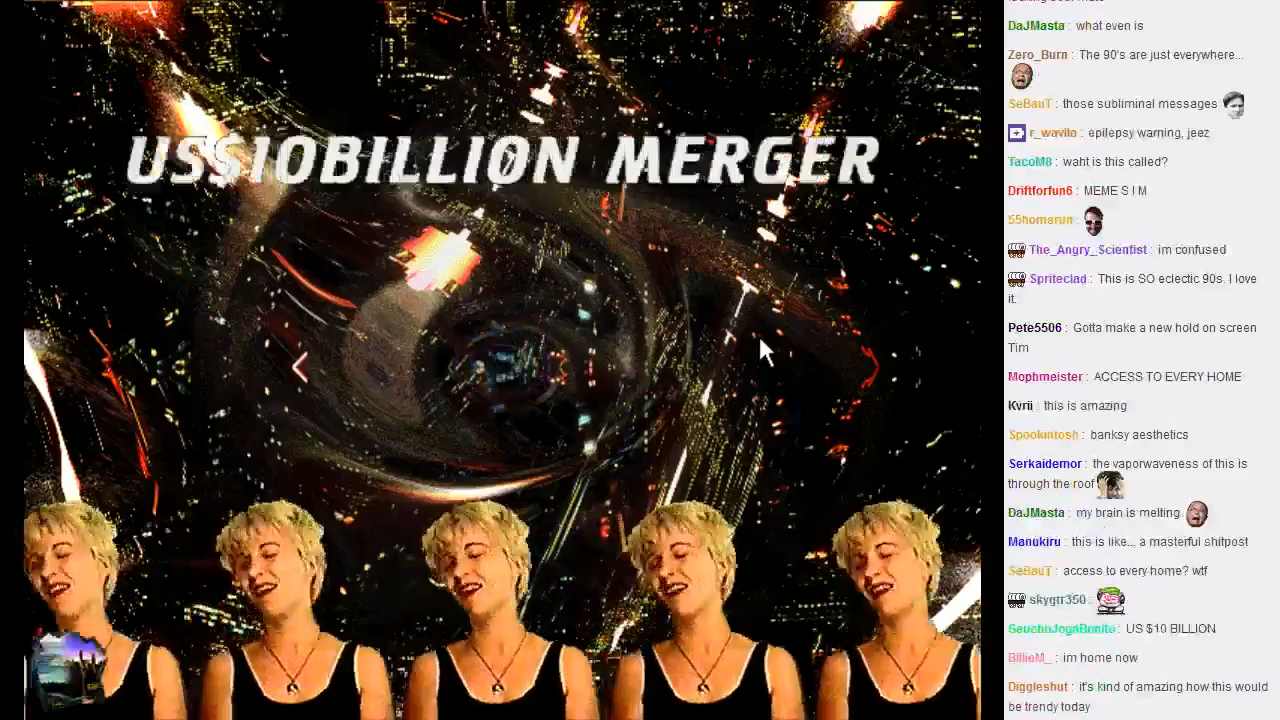 US$10BILLION MERGER
DaJMasta : what even is
Zero_Burn : The 90's are just everywhere...
SeBauT : those subliminal messages
r_wavilo : epilepsy warning, jeez
TacoM8 : waht is this called?
Driftforfun6 : MEME S I M
55homerun :
The_Angry_Scientist : im confused
Spriteclad : This is SO eclectic 90s. I love
it.
Pete5506 : Gotta make a new hold on screen
Tim
Mophmeister : ACCESS TO EVERY HOME
Kvrii : this is amazing
Spookintosh : banksy aesthetics
Serkaidemor : the vaporwaveness of this is
through the roof
DaJMasta : my brain is melting
Manukiru : this is like... a masterful shitpost
SeBauT : access to every home? wtf
skygtr350 :
GauchaJogaBonito : US $10 BILLION
BillieM_ : im home now
Diggleshut : it's kind of amazing how this would
be trendy today